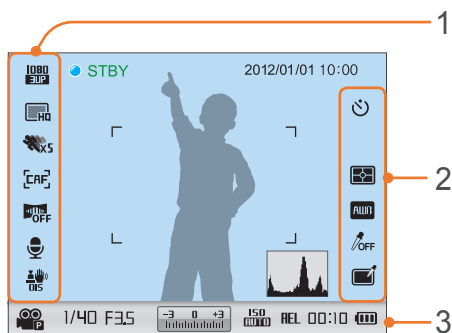 1
STBY 2012/01/01 10:00
1080
30P
HQ
x5
CAF
OFF
OIS
2
AWB
OFF
P 1/40 F3.5 -3 0 +3 ISO AUTO AEL 00:10
3